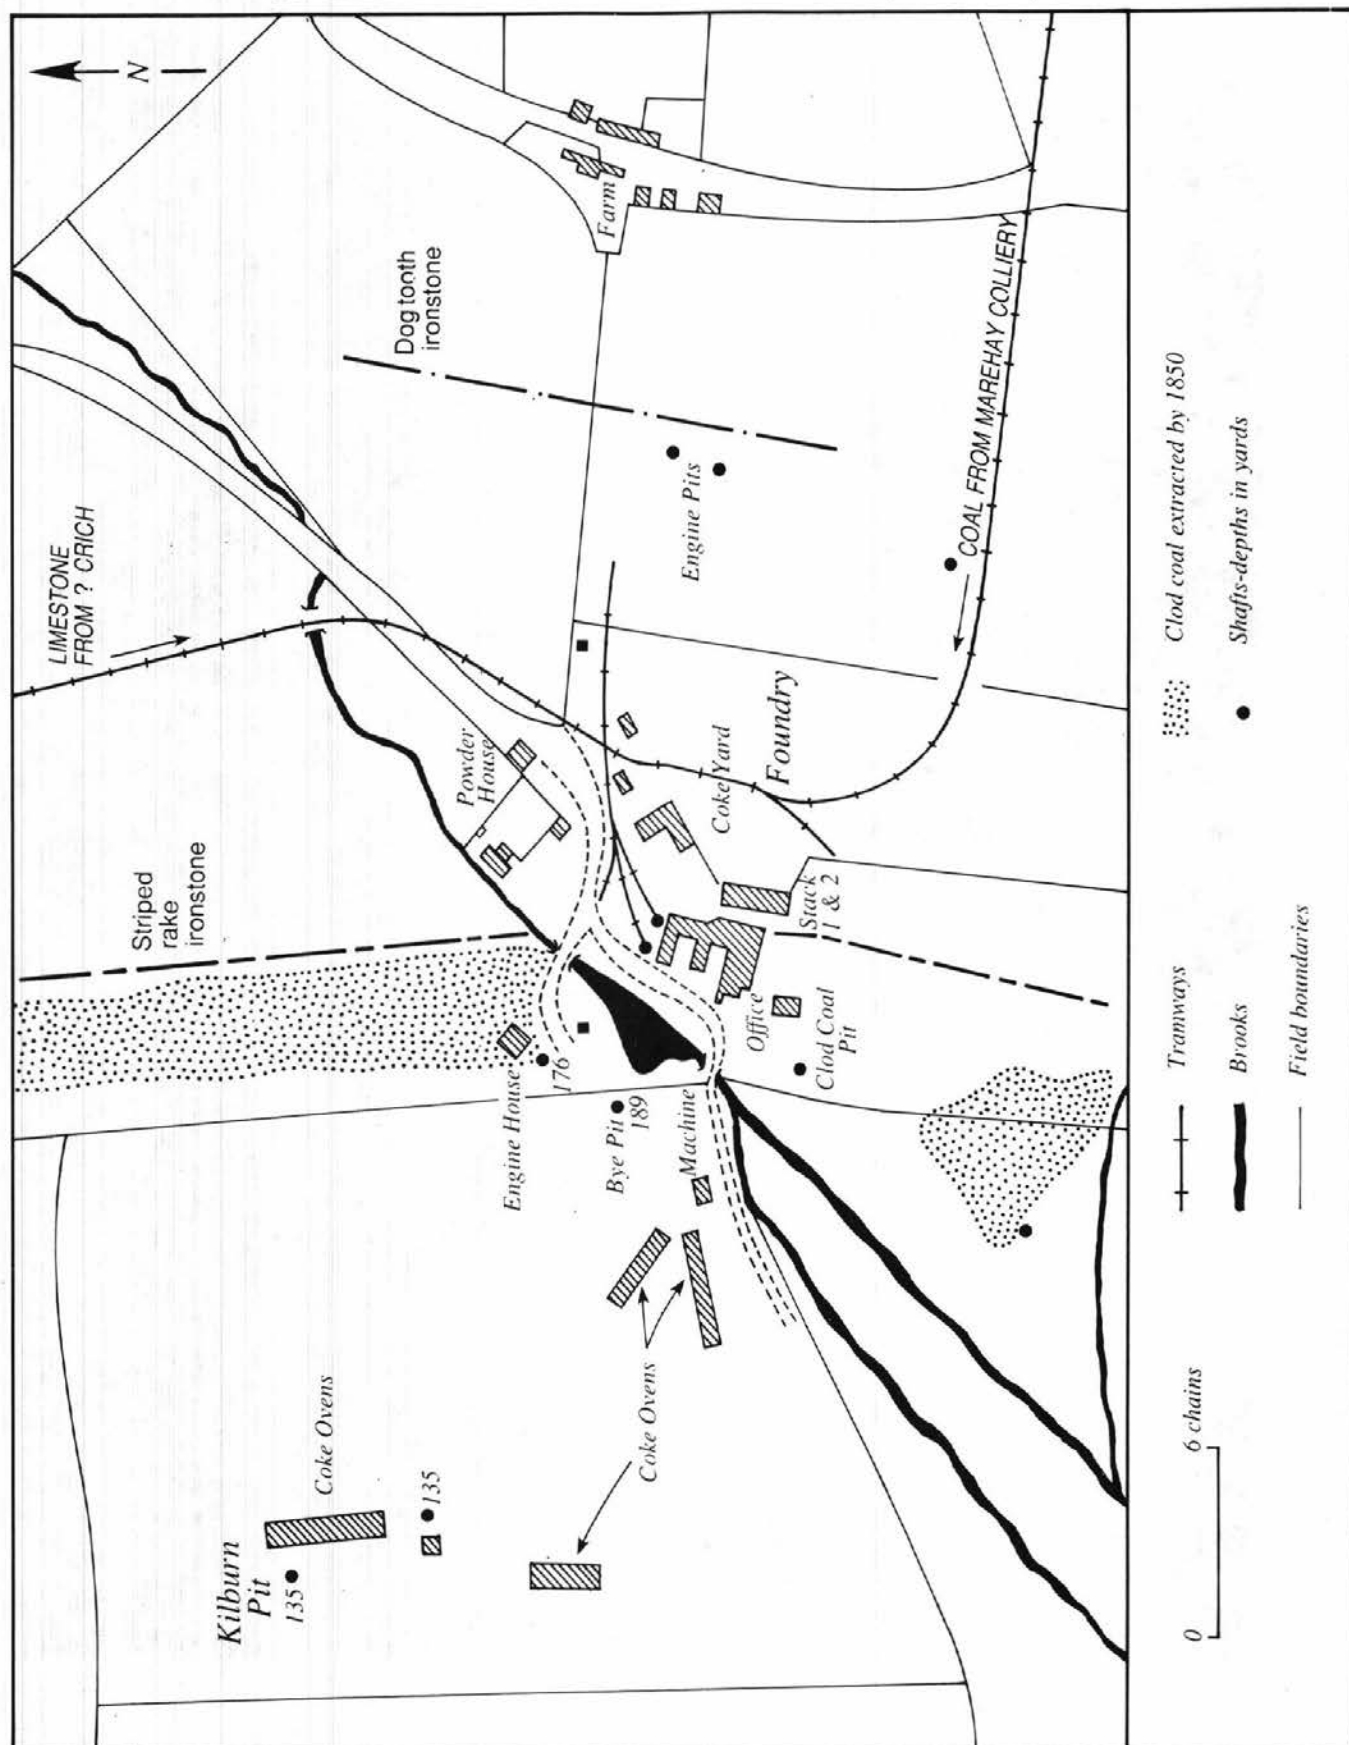 N
LIMESTONE
FROM ? CRICH
Striped
rake
ironstone
Dog tooth
ironstone
Farm
Powder
House
Engine Pits
COAL FROM MAREHAY COLLIERY
Foundry
Coke Yard
Stack
1 & 2
Office
Clod Coal
Pit
Engine House
176
Bye Pit
189
Machine
Coke Ovens
Coke Ovens
135
Kilburn
Pit
135
0
6 chains
Tramways
Brooks
Field boundaries
Clod coal extracted by 1850
Shafts-depths in yards